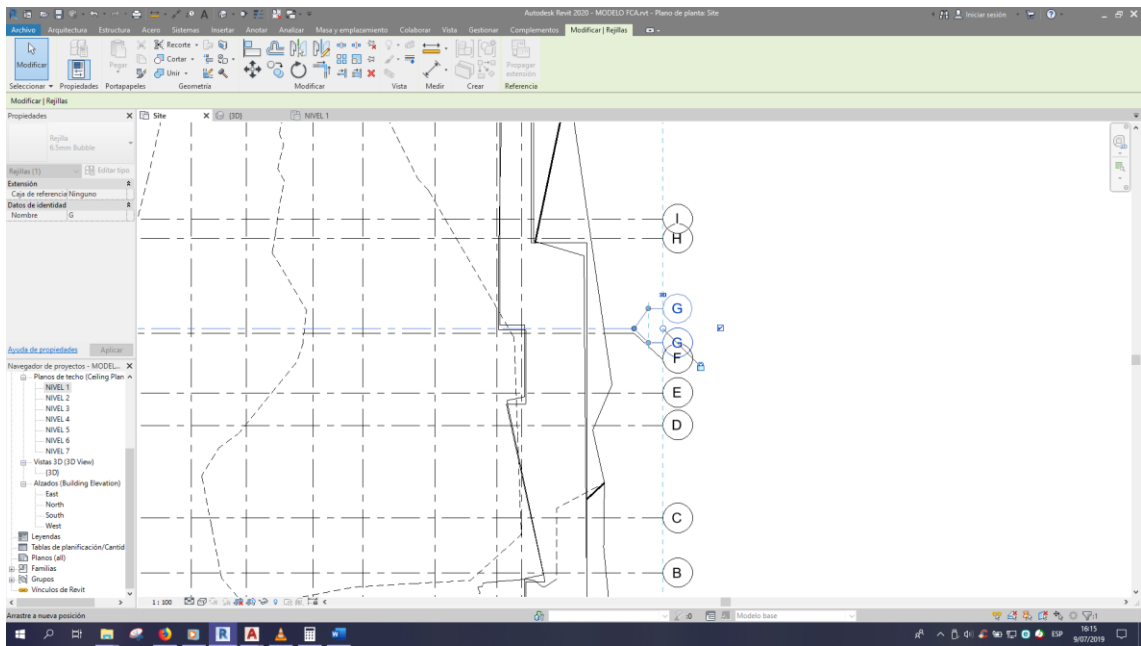 Autodesk Revit 2020 - MODELO FCA.rvt - Plano de planta: Site
Iniciar sesión
Archivo Arquitectura Estructura Acero Sistemas Insertar Anotar Analizar Masa y emplazamiento Colaborar Vista Gestionar Complementos Modificar | Rejillas
Modificar
Pegar
Recorte
Cortar
Unir
Propagar
extensión
Seleccionar Propiedades Portapapeles Geometría Modificar Vista Medir Crear Referencia
Modificar | Rejillas
Propiedades
Site
{3D}
NIVEL 1
Rejilla
6.5mm Bubble
Rejillas (1)
Editar tipo
Extensión
Caja de referencia Ninguno
Datos de identidad
Nombre G
I
H
3D
G
G
F
E
D
C
B
Ayuda de propiedades
Aplicar
Navegador de proyectos - MODEL...
Planos de techo (Ceiling Plan
NIVEL 1
NIVEL 2
NIVEL 3
NIVEL 4
NIVEL 5
NIVEL 6
NIVEL 7
Vistas 3D (3D View)
{3D}
Alzados (Building Elevation)
East
North
South
West
Leyendas
Tablas de planificación/Cantid
Planos (all)
Familias
Grupos
Vínculos de Revit
1 : 100
Arrastre a nueva posición
:0
Modelo base
:1
ESP
16:15
9/07/2019